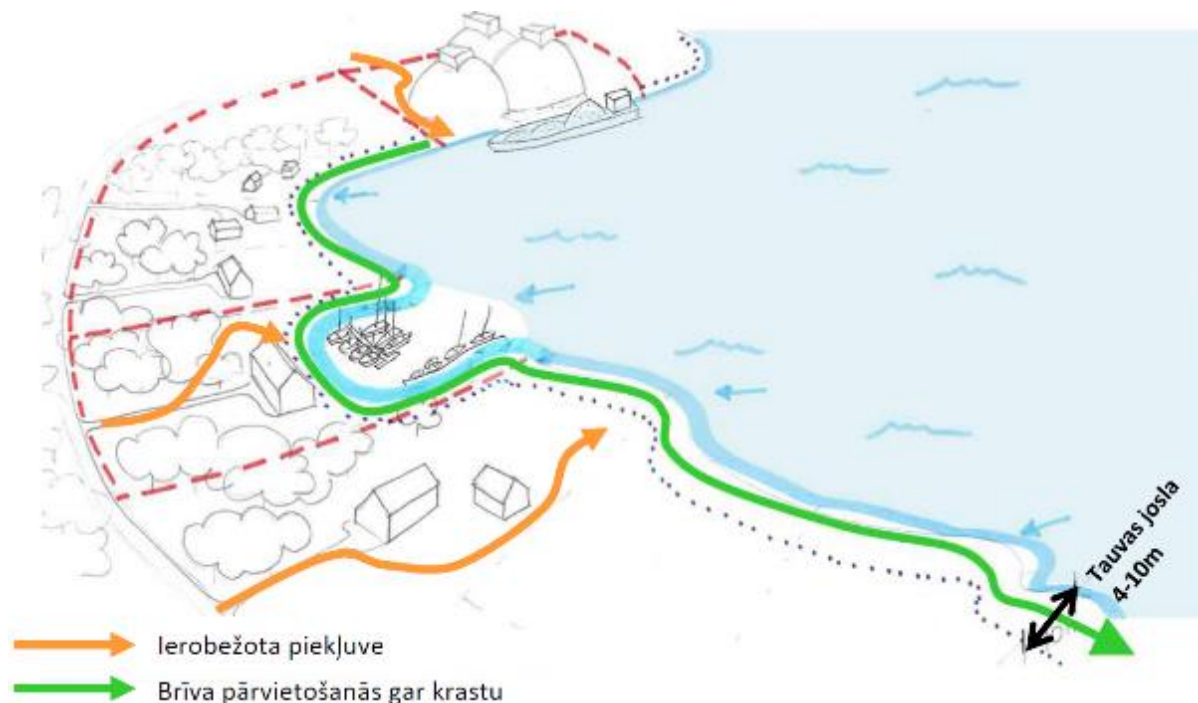 Tauvas josla
4-10m
Ierobežota piekļuve
Brīva pārvietošanās gar krastu